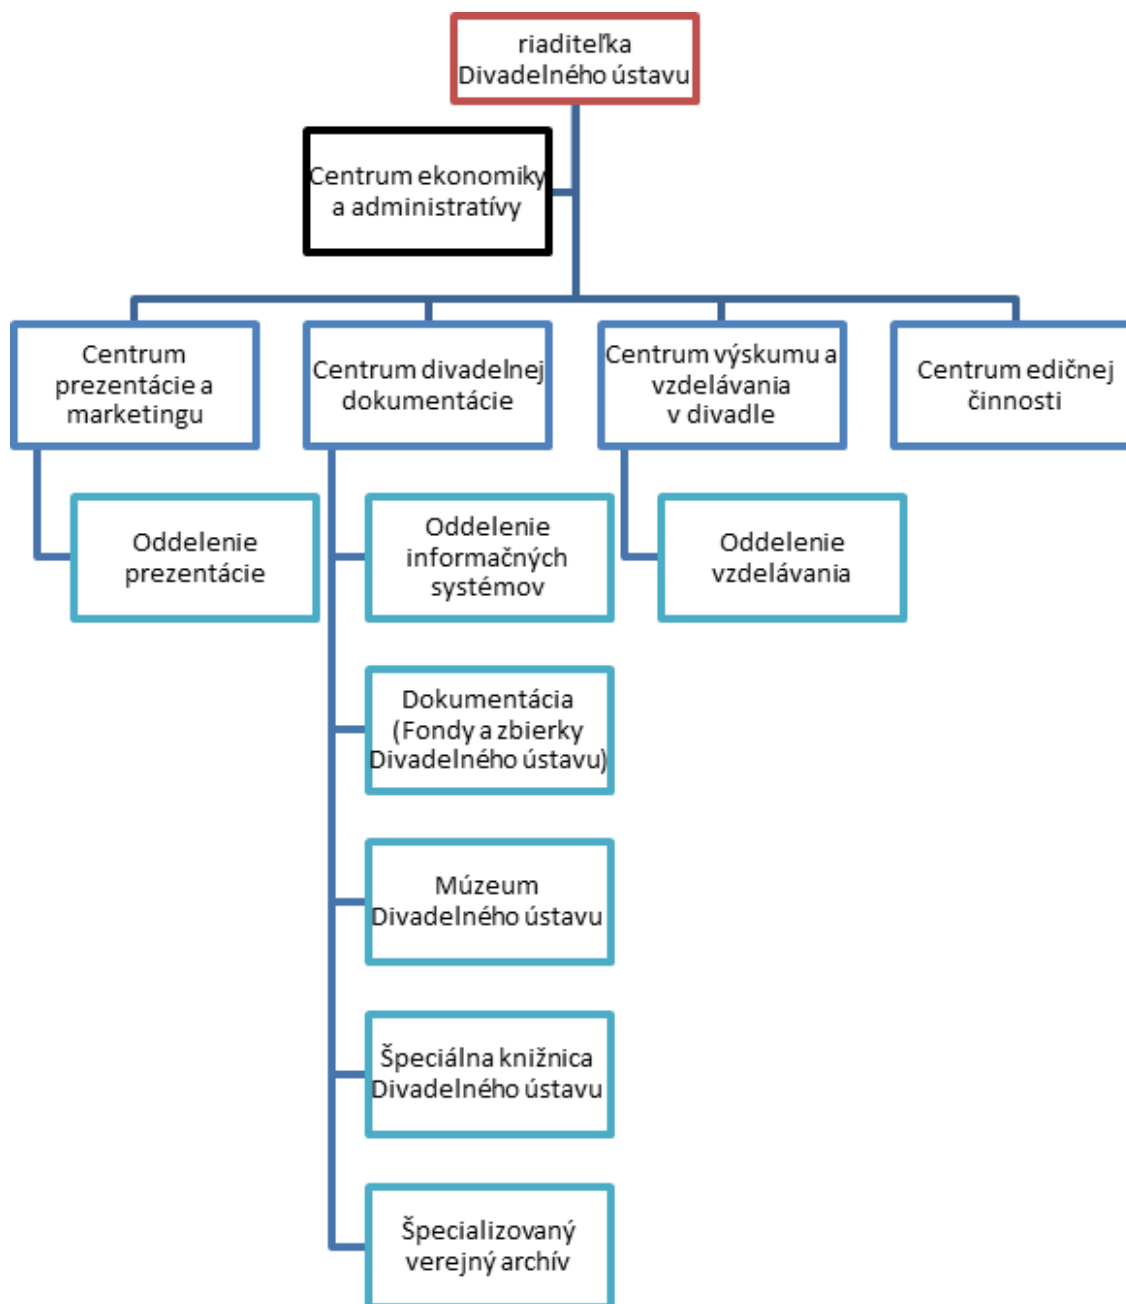 riaditeľka
Divadelného ústavu
Centrum ekonomiky
a administratívy
Centrum
prezentácie a
marketingu
Centrum divadelnej
dokumentácie
Centrum výskumu a
vzdelávania
v divadle
Centrum edičnej
činnosti
Oddelenie
prezentácie
Oddelenie
informačných
systémov
Oddelenie
vzdelávania
Dokumentácia
(Fondy a zbierky
Divadelného ústavu)
Múzeum
Divadelného ústavu
Špeciálna knižnica
Divadelného ústavu
Špecializovaný
verejný archív